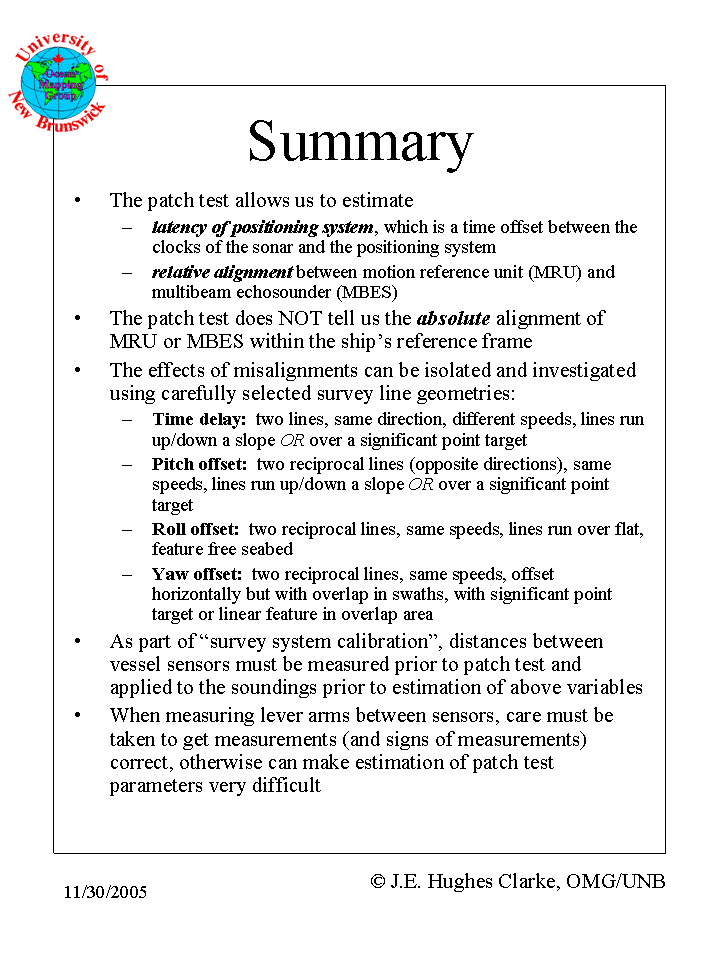 University of
Ocean
Mapping
Group
New Brunswick
Summary
• The patch test allows us to estimate
– latency of positioning system, which is a time offset between the
clocks of the sonar and the positioning system
– relative alignment between motion reference unit (MRU) and
multibeam echosounder (MBES)
• The patch test does NOT tell us the absolute alignment of
MRU or MBES within the ship's reference frame
• The effects of misalignments can be isolated and investigated
using carefully selected survey line geometries:
– Time delay: two lines, same direction, different speeds, lines run
up/down a slope OR over a significant point target
– Pitch offset: two reciprocal lines (opposite directions), same
speeds, lines run up/down a slope OR over a significant point
target
– Roll offset: two reciprocal lines, same speeds, lines run over flat,
feature free seabed
– Yaw offset: two reciprocal lines, same speeds, offset
horizontally but with overlap in swaths, with significant point
target or linear feature in overlap area
• As part of “survey system calibration”, distances between
vessel sensors must be measured prior to patch test and
applied to the soundings prior to estimation of above variables
• When measuring lever arms between sensors, care must be
taken to get measurements (and signs of measurements)
correct, otherwise can make estimation of patch test
parameters very difficult
11/30/2005
© J.E. Hughes Clarke, OMG/UNB